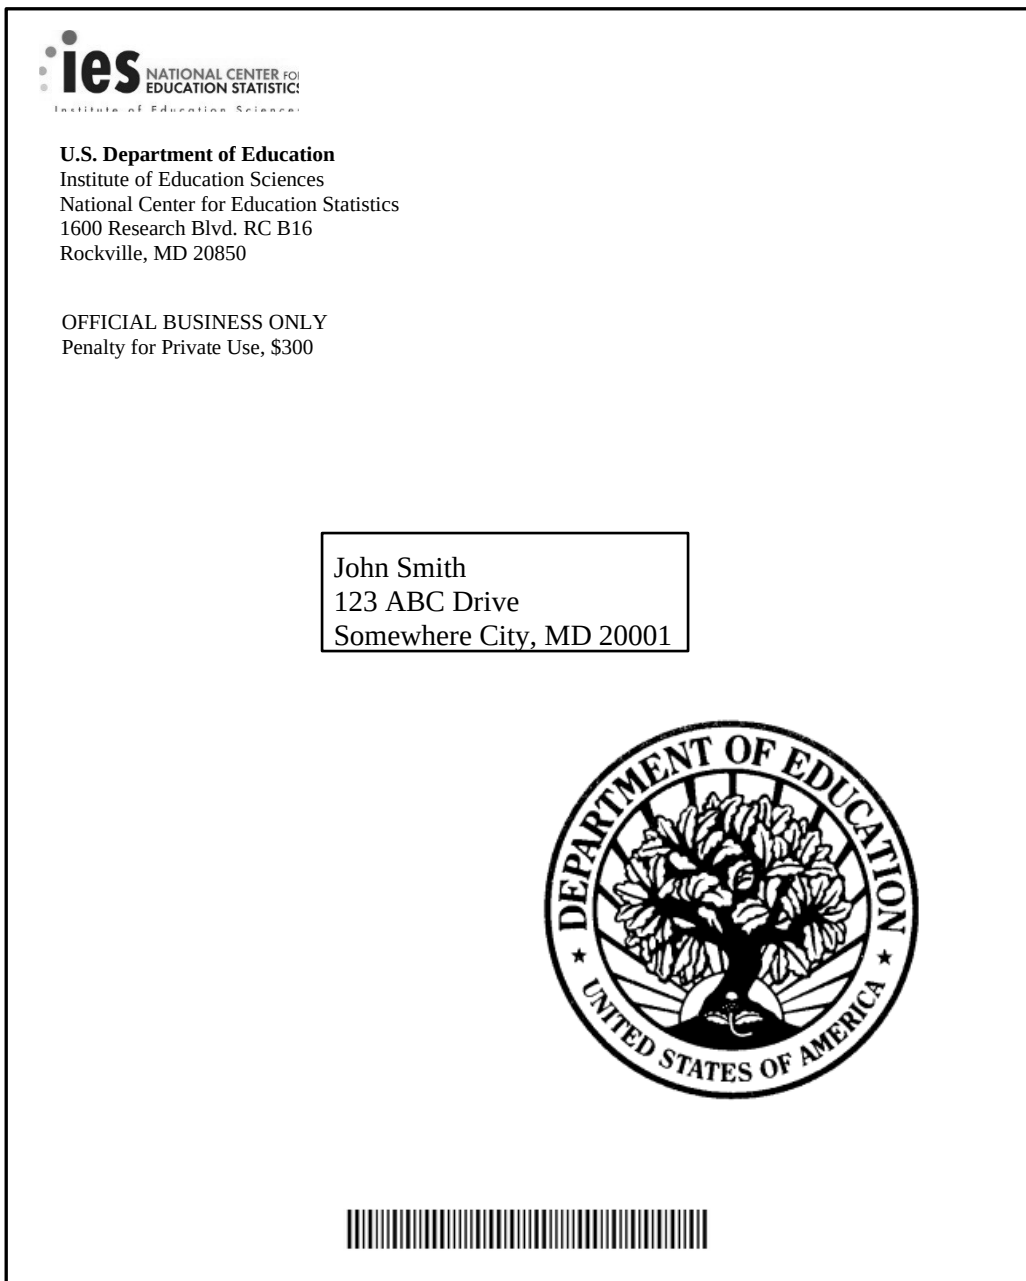 ies NATIONAL CENTER FOR
EDUCATION STATISTICS
Institute of Education Sciences
U.S. Department of Education
Institute of Education Sciences
National Center for Education Statistics
1600 Research Blvd. RC B16
Rockville, MD 20850
OFFICIAL BUSINESS ONLY
Penalty for Private Use, $300
John Smith
123 ABC Drive
Somewhere City, MD 20001
DEPARTMENT OF EDUCATION
UNITED STATES OF AMERICA